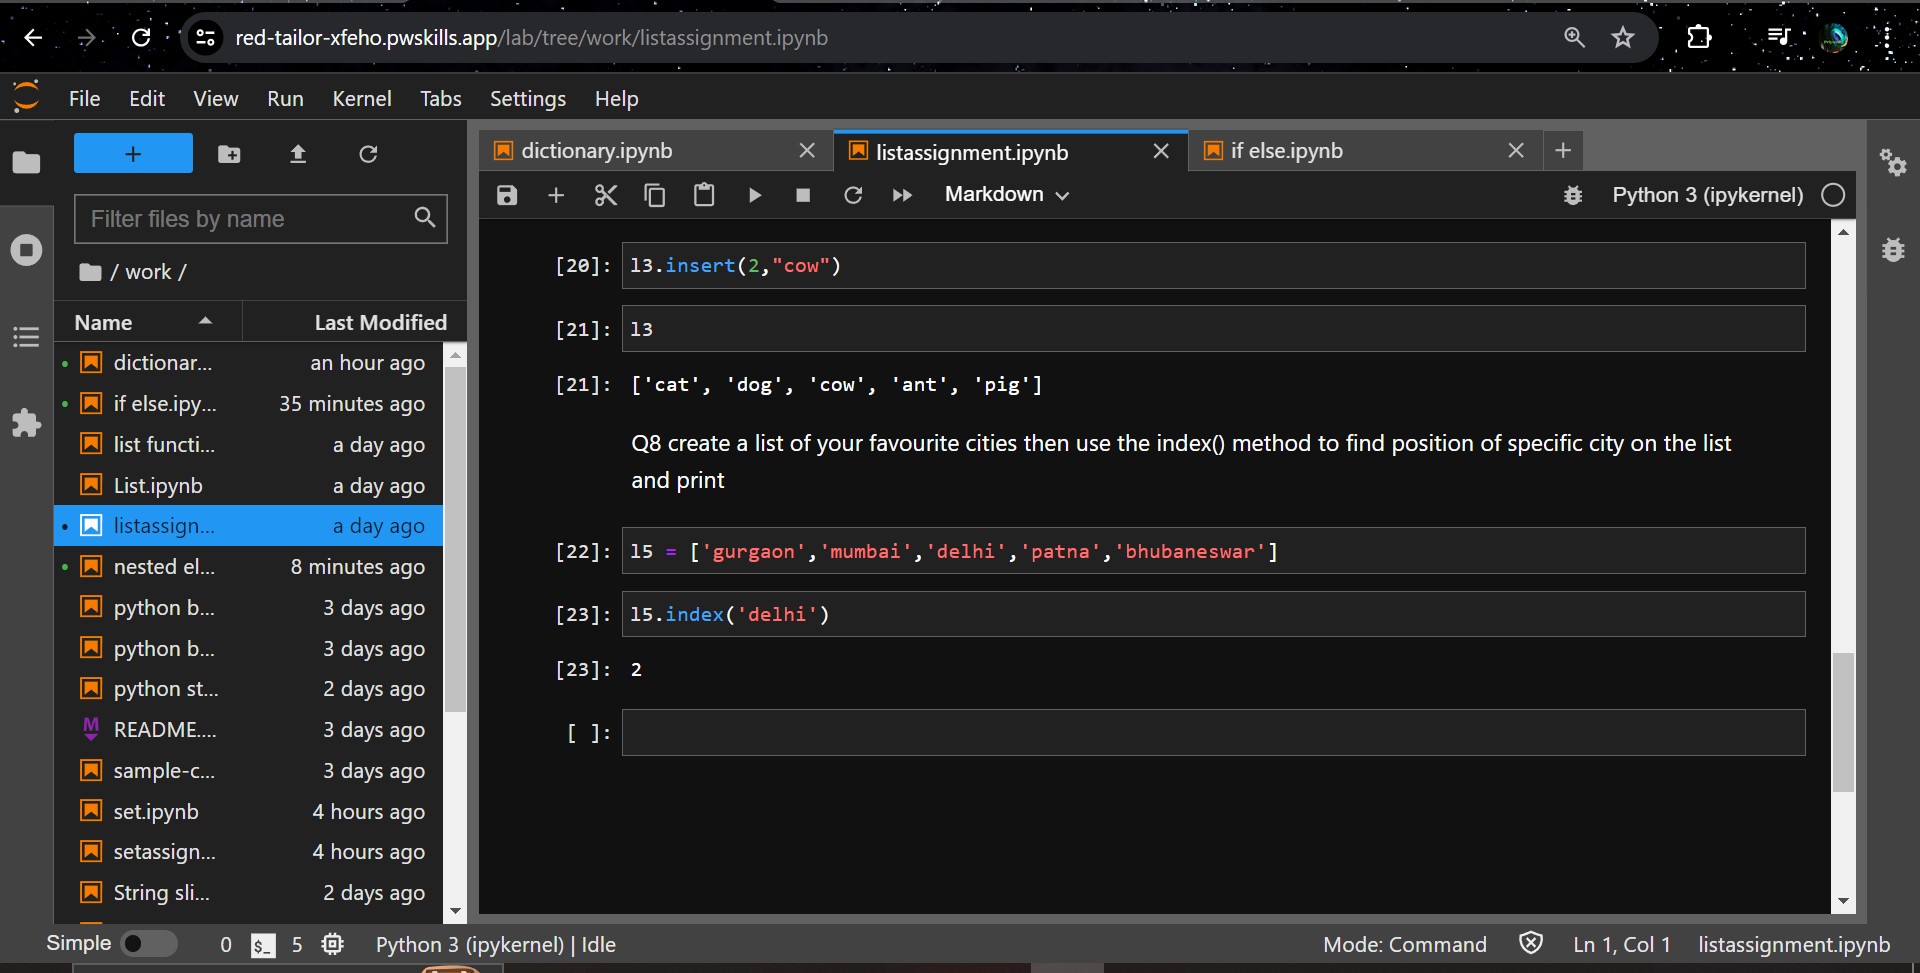 red-tailor-xfeho.pwskills.app/lab/tree/work/listassignment.ipynb
File Edit View Run Kernel Tabs Settings Help
dictionary.ipynb listassignment.ipynb if else.ipynb
Markdown Python 3 (ipykernel)
Filter files by name
/ work /
Name Last Modified
dictionar... an hour ago
if else.ipy... 35 minutes ago
list functi... a day ago
List.ipynb a day ago
listassign... a day ago
nested el... 8 minutes ago
python b... 3 days ago
python b... 3 days ago
python st... 2 days ago
README.... 3 days ago
sample-c... 3 days ago
set.ipynb 4 hours ago
setassign... 4 hours ago
String sli... 2 days ago
[20]: l3.insert(2,"cow")
[21]: l3
[21]: ['cat', 'dog', 'cow', 'ant', 'pig']
Q8 create a list of your favourite cities then use the index() method to find position of specific city on the list
and print
[22]: l5 = ['gurgaon','mumbai','delhi','patna','bhubaneswar']
[23]: l5.index('delhi')
[23]: 2
[ ]:
Simple 0 $_ 5 Python 3 (ipykernel) | Idle Mode: Command Ln 1, Col 1 listassignment.ipynb